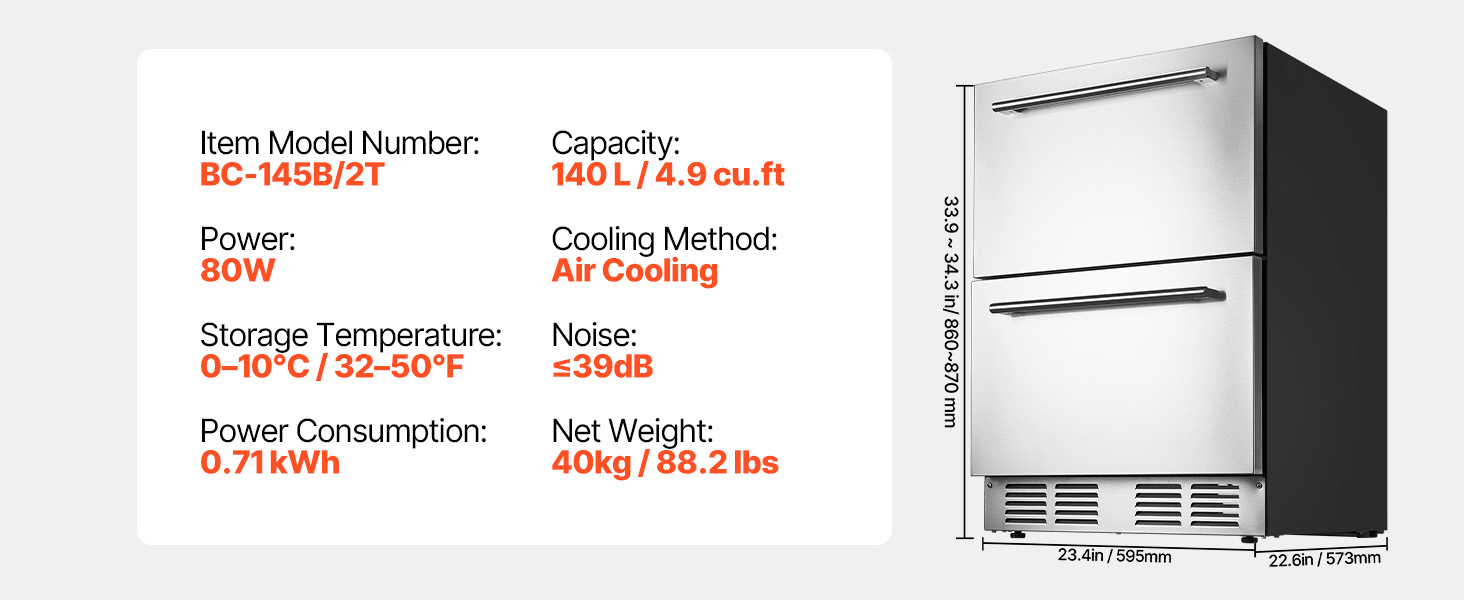 Item Model Number:
BC-145B/2T
Capacity:
140 L / 4.9 cu.ft
Power:
80W
Cooling Method:
Air Cooling
Storage Temperature:
0–10°C / 32–50°F
Noise:
≤39dB
Power Consumption:
0.71 kWh
Net Weight:
40kg / 88.2 lbs
33.9 ~ 34.3 in/ 860~870 mm
23.4in / 595mm
22.6in / 573mm